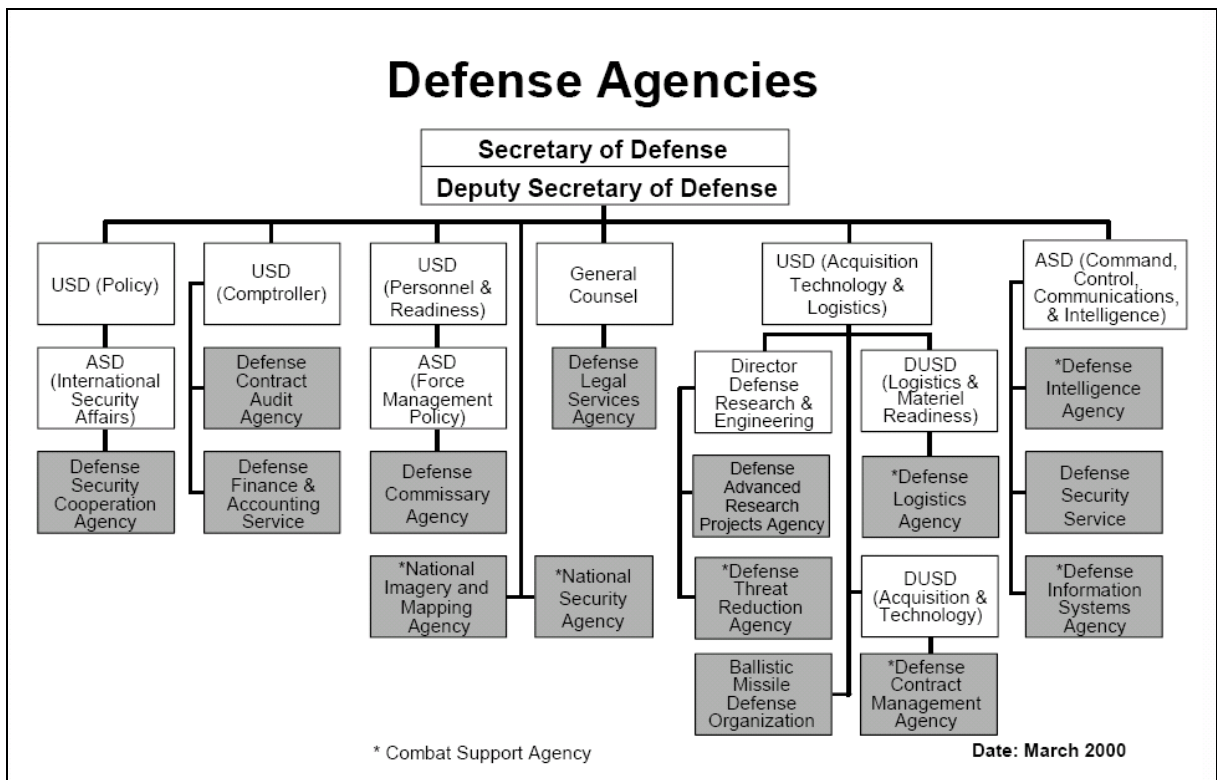 Defense Agencies
Secretary of Defense
Deputy Secretary of Defense
USD (Policy)
USD
(Comptroller)
USD
(Personnel &
Readiness)
General
Counsel
USD (Acquisition
Technology &
Logistics)
ASD (Command,
Control,
Communications,
& Intelligence)
ASD
(International
Security
Affairs)
Defense
Contract
Audit
Agency
ASD
(Force
Management
Policy)
Defense
Legal
Services
Agency
Director
Defense
Research &
Engineering
DUSD
(Logistics &
Materiel
Readiness)
*Defense
Intelligence
Agency
Defense
Security
Cooperation
Agency
Defense
Finance &
Accounting
Service
Defense
Commissary
Agency
Defense
Advanced
Research
Projects Agency
*Defense
Logistics
Agency
Defense
Security
Service
*National
Imagery and
Mapping
Agency
*National
Security
Agency
*Defense
Threat
Reduction
Agency
DUSD
(Acquisition &
Technology)
*Defense
Information
Systems
Agency
Ballistic
Missile
Defense
Organization
*Defense
Contract
Management
Agency
* Combat Support Agency
Date: March 2000